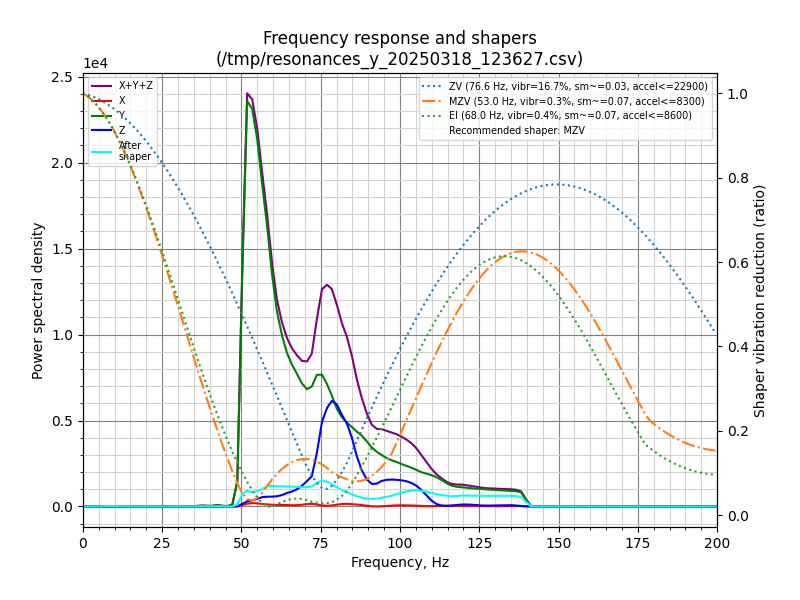 Frequency response and shapers
(/tmp/resonances_y_20250318_123627.csv)
1e4
X+Y+Z
X
Y
Z
After
shaper
ZV (76.6 Hz, vibr=16.7%, sm~=0.03, accel<=22900)
MZV (53.0 Hz, vibr=0.3%, sm~=0.07, accel<=8300)
EI (68.0 Hz, vibr=0.4%, sm~=0.07, accel<=8600)
Recommended shaper: MZV
2.5
2.0
1.5
1.0
0.5
0.0
Power spectral density
1.0
0.8
0.6
0.4
0.2
0.0
Shaper vibration reduction (ratio)
0 25 50 75 100 125 150 175 200
Frequency, Hz